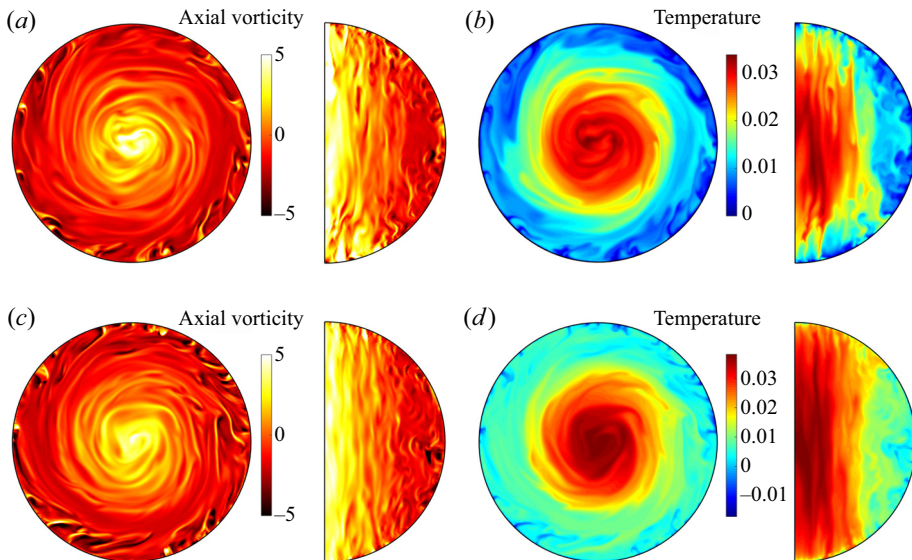 (a)
Axial vorticity
5
0
–5
(b)
Temperature
0.03
0.02
0.01
0
(c)
Axial vorticity
5
0
–5
(d)
Temperature
0.03
0.02
0.01
0
–0.01